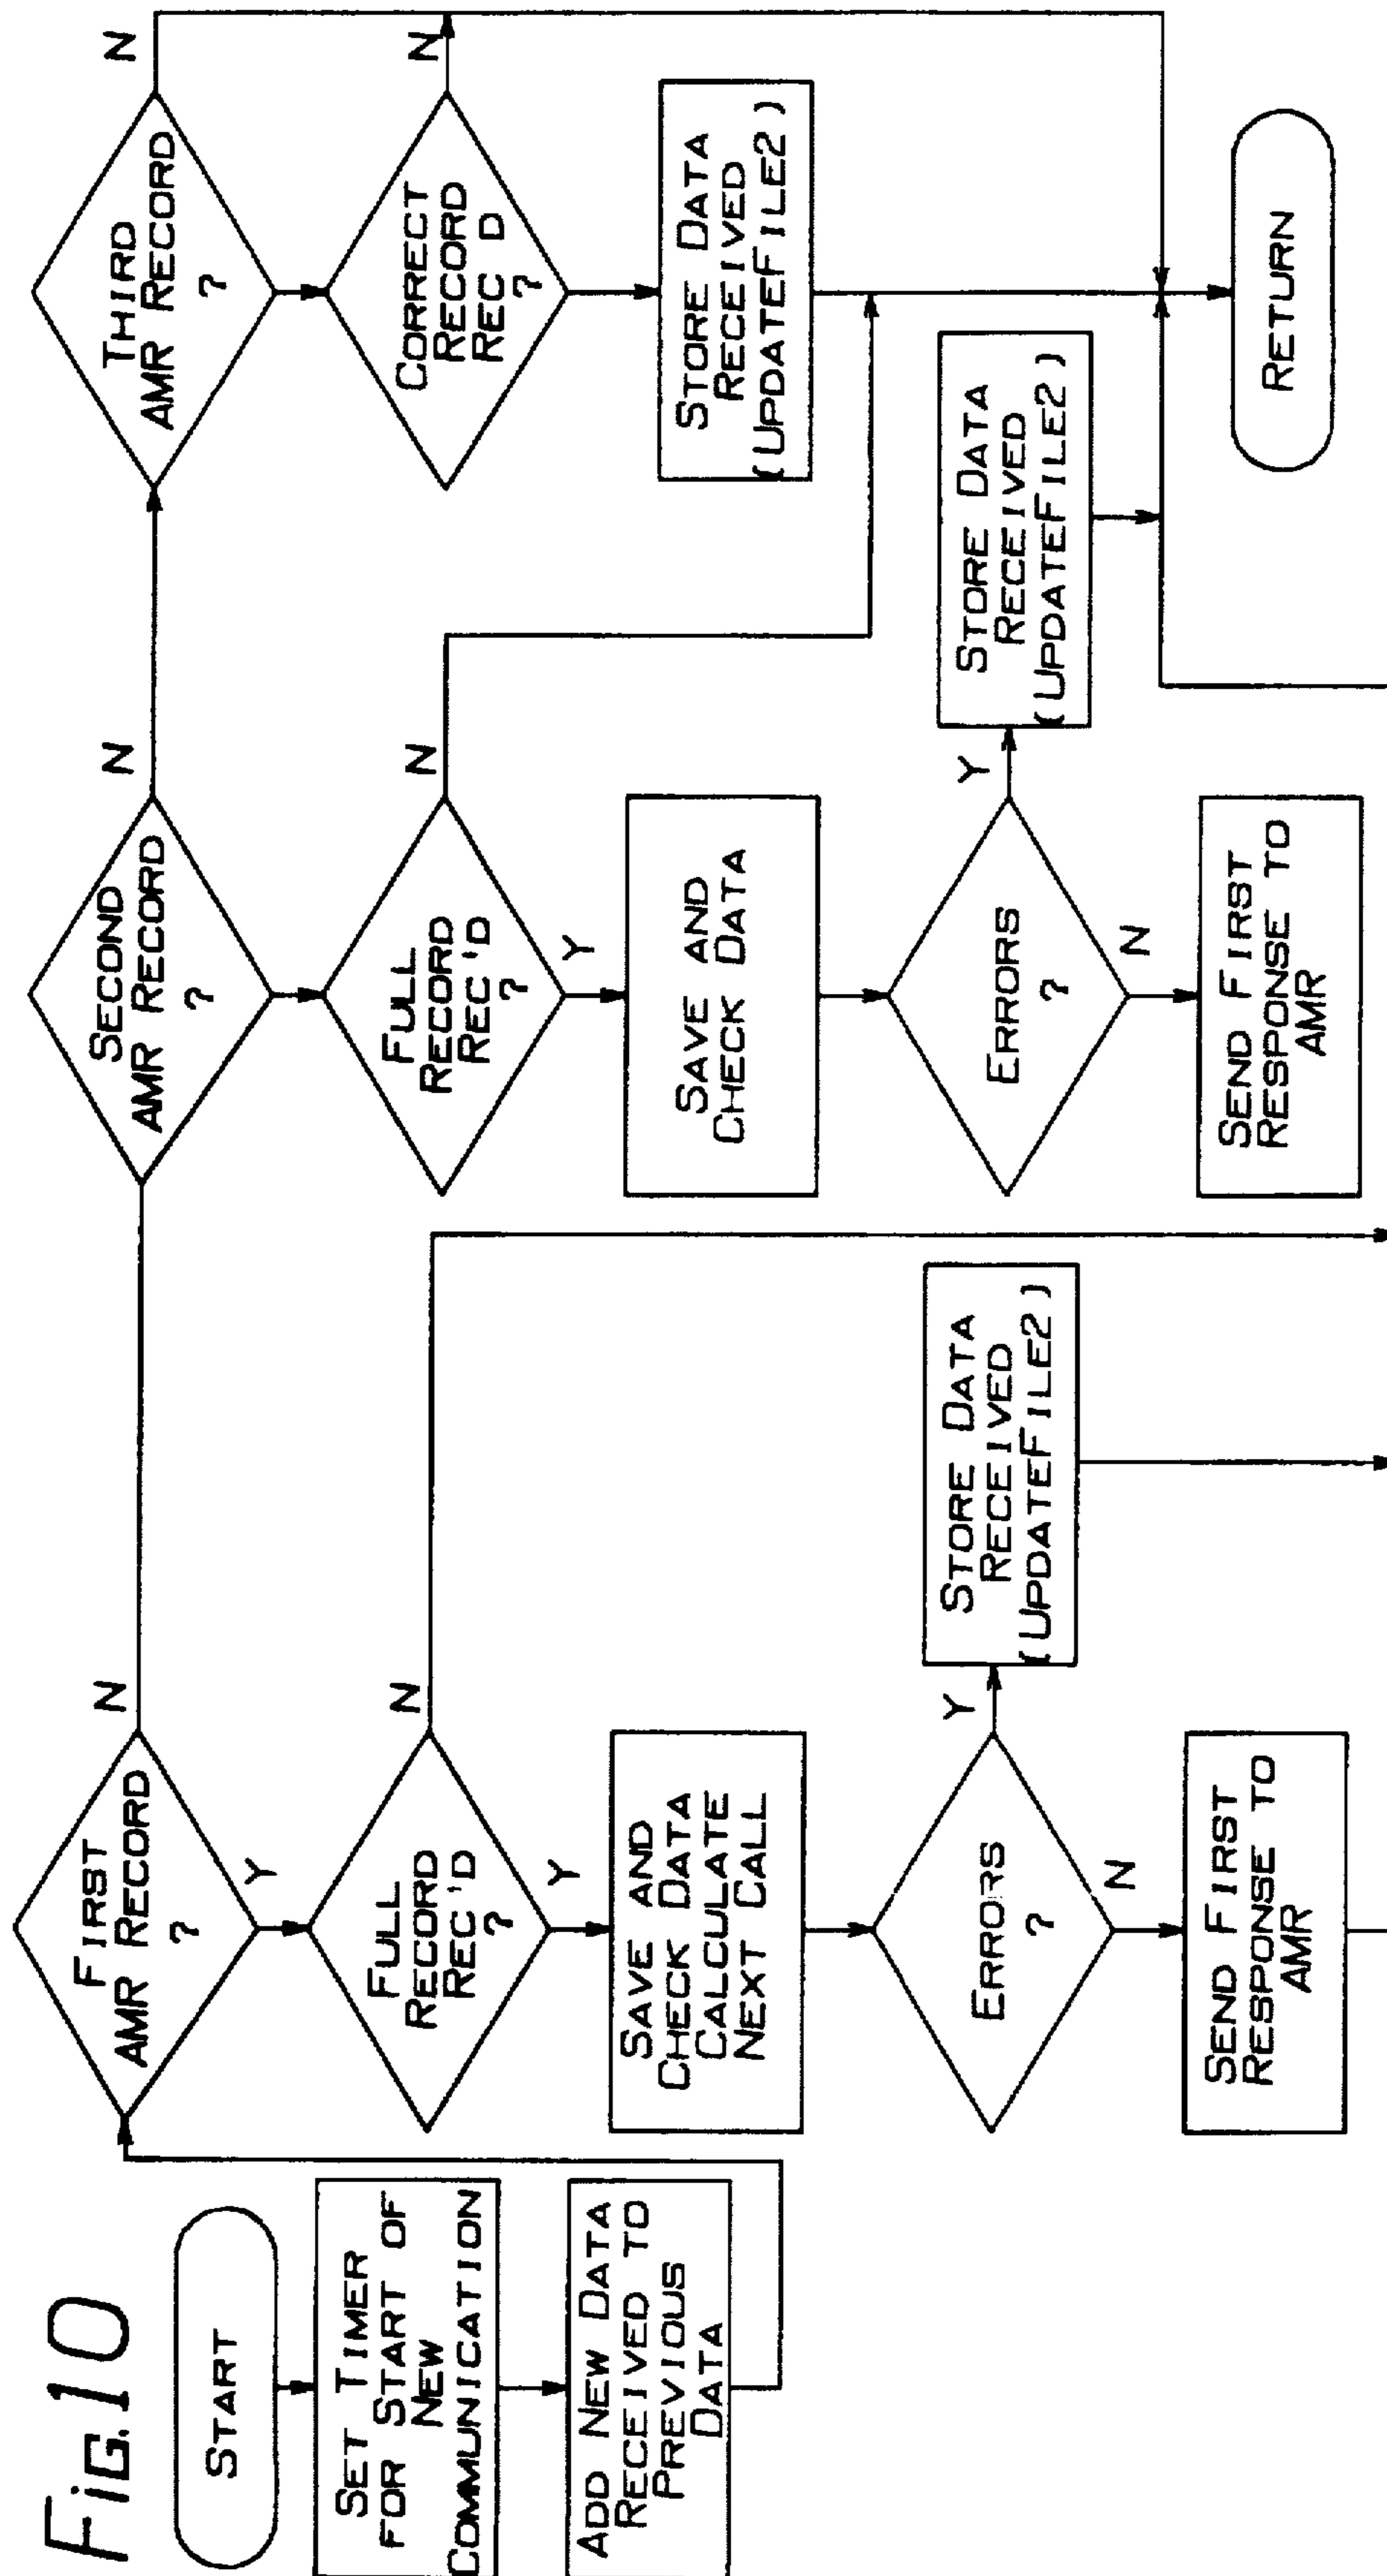 Fig.10
START
SET TIMER
FOR START OF
NEW
COMMUNICATION
ADD NEW DATA
RECEIVED TO
PREVIOUS
DATA
FIRST
AMR RECORD
?
N
Y
FULL
RECORD
REC'D
?
N
Y
SAVE AND
CHECK DATA
CALCULATE
NEXT CALL
ERRORS
?
Y
N
STORE DATA
RECEIVED
(UPDATEFILE2)
SEND FIRST
RESPONSE TO
AMR
SECOND
AMR RECORD
?
N
FULL
RECORD
REC'D
?
N
Y
SAVE AND
CHECK DATA
ERRORS
?
Y
N
STORE DATA
RECEIVED
(UPDATEFILE2)
SEND FIRST
RESPONSE TO
AMR
THIRD
AMR RECORD
?
N
CORRECT
RECORD
REC D
?
N
STORE DATA
RECEIVED
(UPDATEFILE2)
RETURN